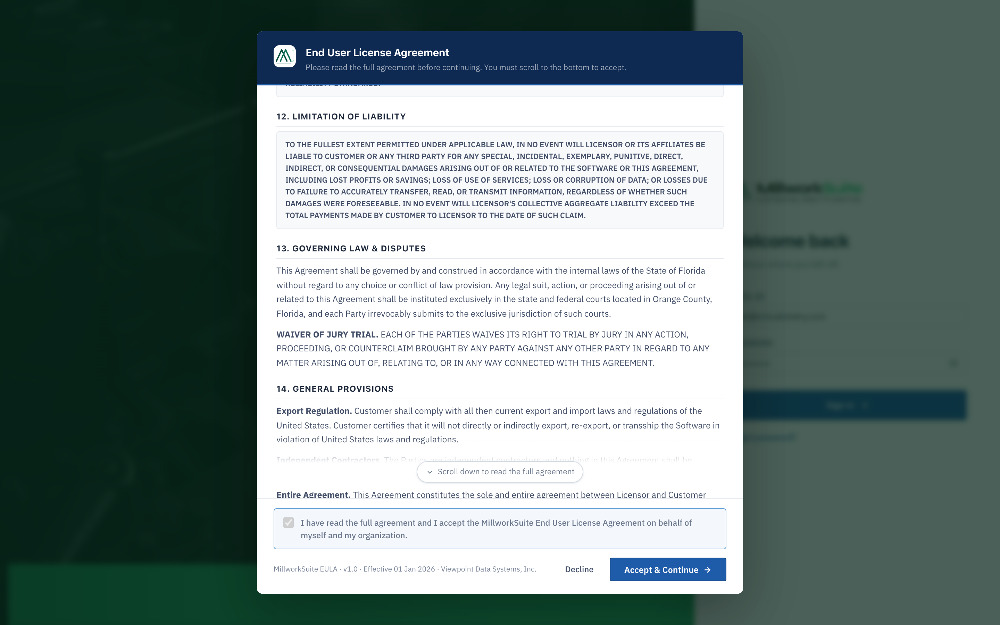 End User License Agreement
Please read the full agreement before continuing. You must scroll to the bottom to accept.
12. LIMITATION OF LIABILITY
TO THE FULLEST EXTENT PERMITTED UNDER APPLICABLE LAW, IN NO EVENT WILL LICENSOR OR ITS AFFILIATES BE
LIABLE TO CUSTOMER OR ANY THIRD PARTY FOR ANY SPECIAL, INCIDENTAL, EXEMPLARY, PUNITIVE, DIRECT,
INDIRECT, OR CONSEQUENTIAL DAMAGES ARISING OUT OF OR RELATED TO THE SOFTWARE OR THIS AGREEMENT,
INCLUDING LOST PROFITS OR SAVINGS; LOSS OF USE OF SERVICES; LOSS OR CORRUPTION OF DATA; OR LOSSES DUE
TO FAILURE TO ACCURATELY TRANSFER, READ, OR TRANSMIT INFORMATION, REGARDLESS OF WHETHER SUCH
DAMAGES WERE FORESEEABLE. IN NO EVENT WILL LICENSOR'S COLLECTIVE AGGREGATE LIABILITY EXCEED THE
TOTAL PAYMENTS MADE BY CUSTOMER TO LICENSOR TO THE DATE OF SUCH CLAIM.
13. GOVERNING LAW & DISPUTES
This Agreement shall be governed by and construed in accordance with the internal laws of the State of Florida
without regard to any choice or conflict of law provision. Any legal suit, action, or proceeding arising out of or
related to this Agreement shall be instituted exclusively in the state and federal courts located in Orange County,
Florida, and each Party irrevocably submits to the exclusive jurisdiction of such courts.
WAIVER OF JURY TRIAL. EACH OF THE PARTIES WAIVES ITS RIGHT TO TRIAL BY JURY IN ANY ACTION,
PROCEEDING, OR COUNTERCLAIM BROUGHT BY ANY PARTY AGAINST ANY OTHER PARTY IN REGARD TO ANY
MATTER ARISING OUT OF, RELATING TO, OR IN ANY WAY CONNECTED WITH THIS AGREEMENT.
14. GENERAL PROVISIONS
Export Regulation. Customer shall comply with all then current export and import laws and regulations of the
United States. Customer certifies that it will not directly or indirectly export, re-export, or transship the Software in
violation of United States laws and regulations.
Independent Contractors. The Parties are independent contractors and nothing in this Agreement shall be
Scroll down to read the full agreement
Entire Agreement. This Agreement constitutes the sole and entire agreement between Licensor and Customer
I have read the full agreement and I accept the MillworkSuite End User License Agreement on behalf of
myself and my organization.
MillworkSuite EULA · v1.0 · Effective 01 Jan 2026 · Viewpoint Data Systems, Inc.
Decline
Accept & Continue →
MillworkSuite
elcome back
Sign in